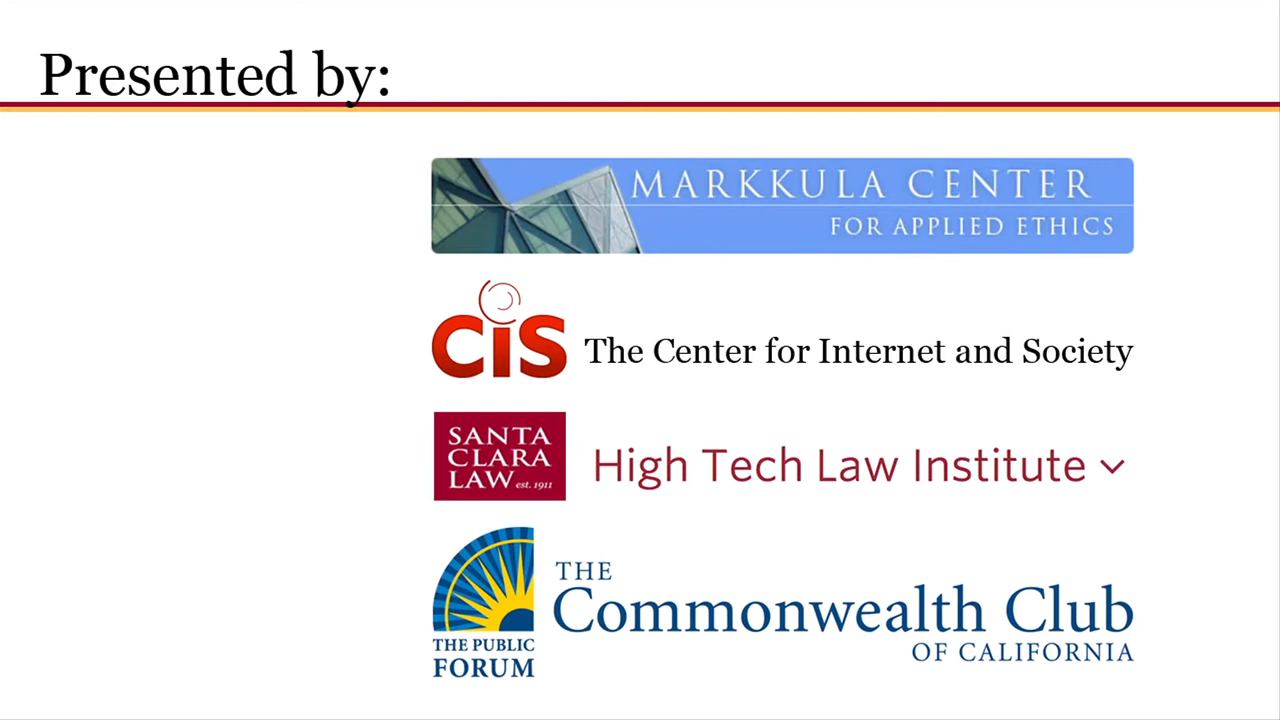 Presented by:
MARKKULA CENTER
FOR APPLIED ETHICS
CiS The Center for Internet and Society
SANTA
CLARA
LAW est. 1911
High Tech Law Institute
THE
Commonwealth Club
OF CALIFORNIA
THE PUBLIC
FORUM